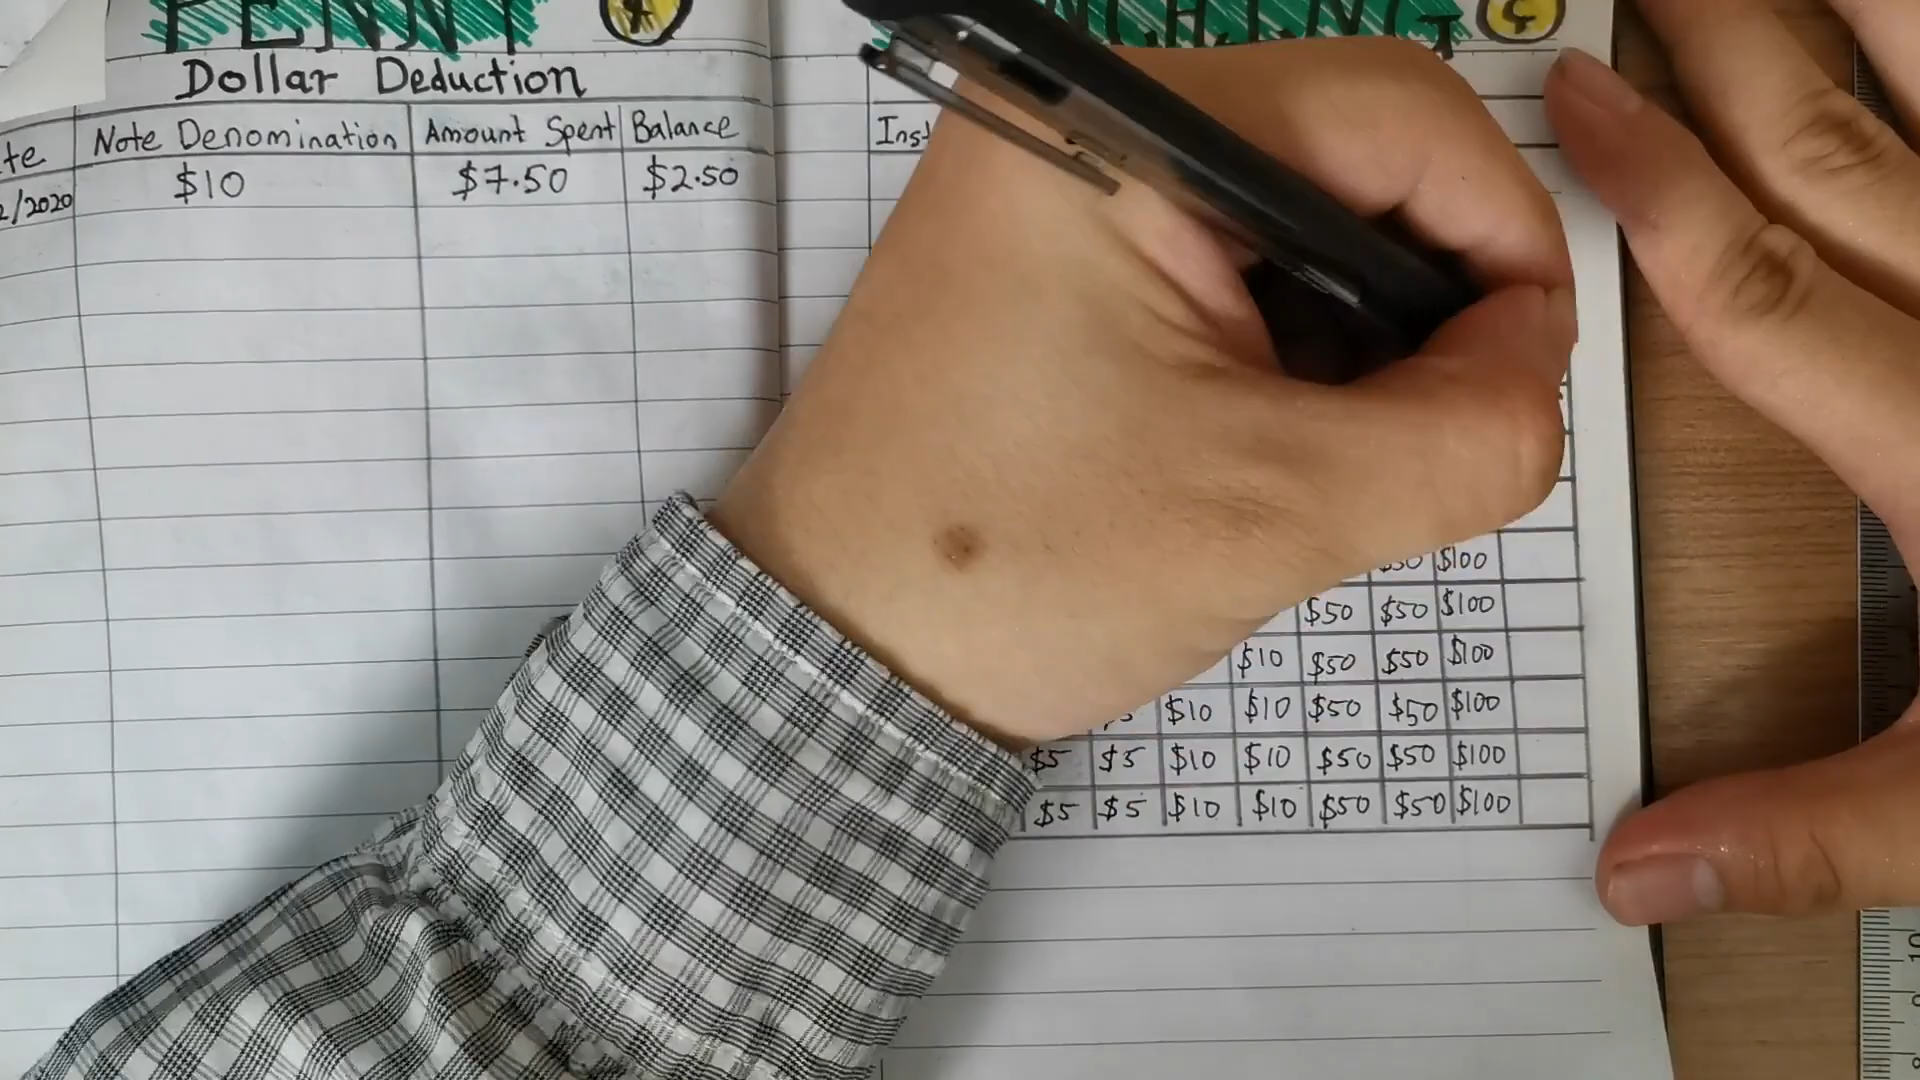 PENNY
Dollar Deduction
Note Denomination Amount Spent Balance
$10 $7.50 $2.50
/2020
$100
$50 $50 $100
$10 $50 $50 $100
$10 $10 $50 $50 $100
$5 $5 $10 $10 $50 $50 $100
$5 $5 $10 $10 $50 $50 $100
10